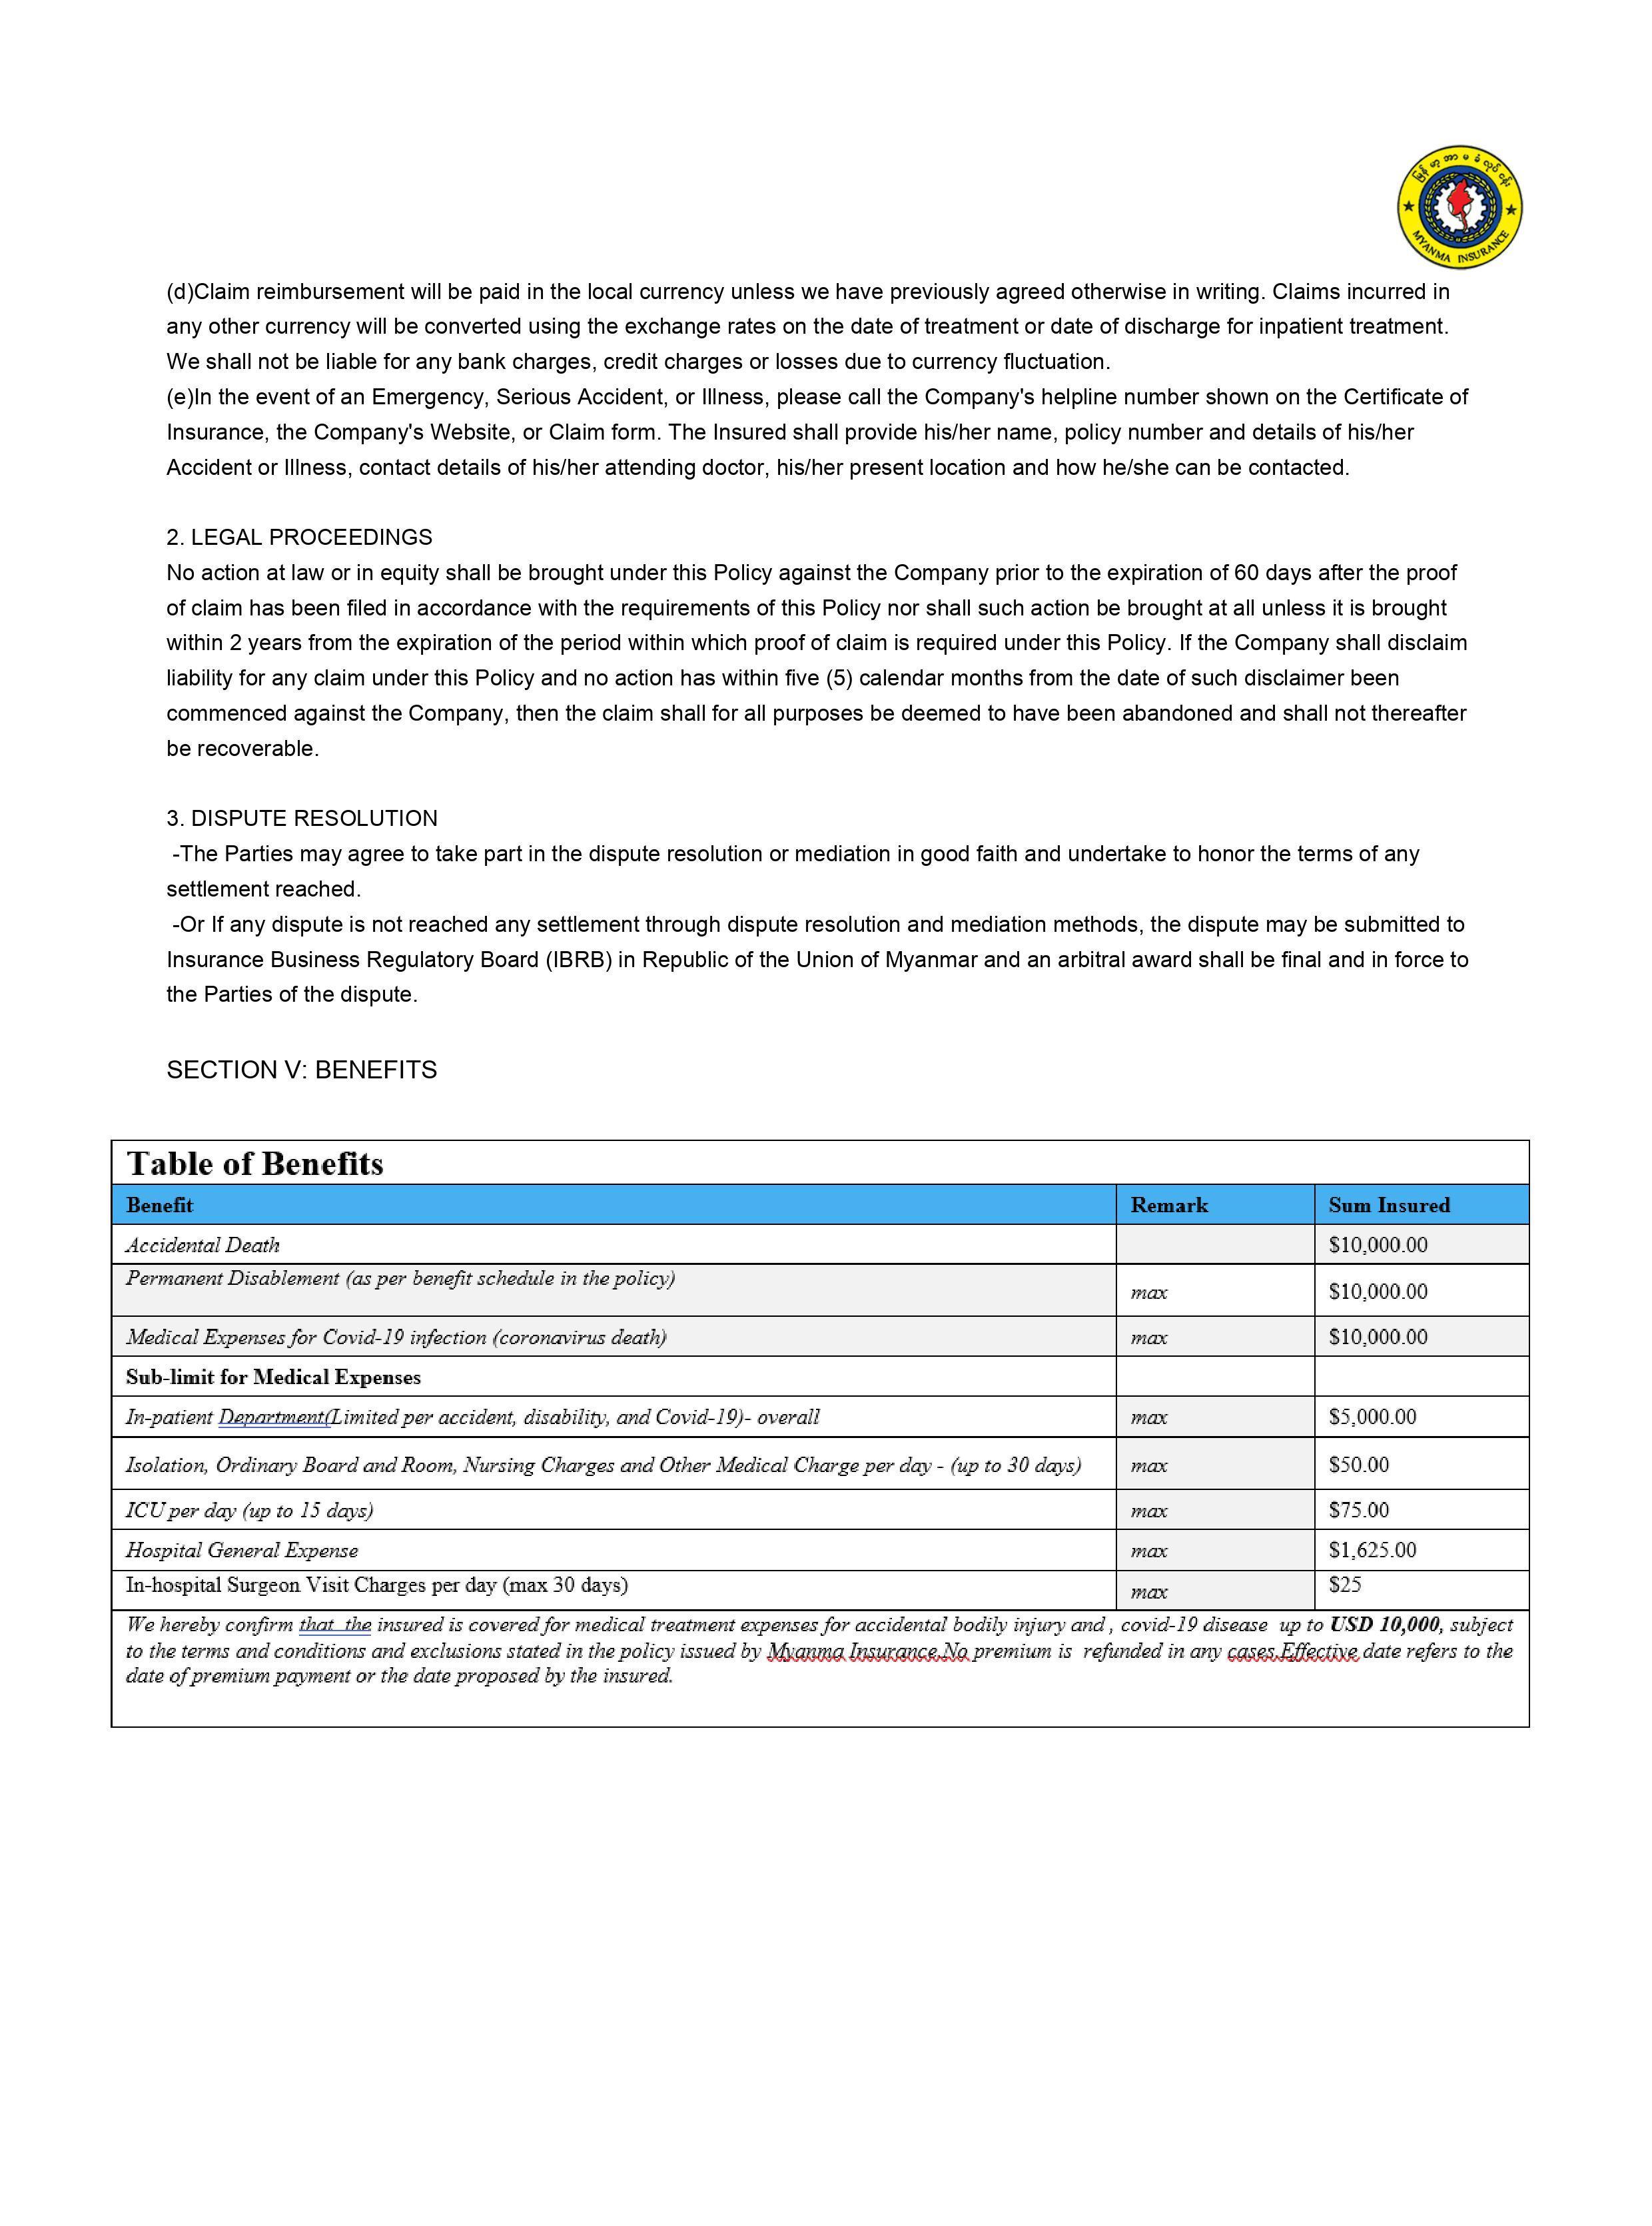 မြန်မာ့အာမခံလုပ်ငန်း
MYANMA INSURANCE
(d)Claim reimbursement will be paid in the local currency unless we have previously agreed otherwise in writing. Claims incurred in
any other currency will be converted using the exchange rates on the date of treatment or date of discharge for inpatient treatment.
We shall not be liable for any bank charges, credit charges or losses due to currency fluctuation.
(e)In the event of an Emergency, Serious Accident, or Illness, please call the Company's helpline number shown on the Certificate of
Insurance, the Company's Website, or Claim form. The Insured shall provide his/her name, policy number and details of his/her
Accident or Illness, contact details of his/her attending doctor, his/her present location and how he/she can be contacted.
2. LEGAL PROCEEDINGS
No action at law or in equity shall be brought under this Policy against the Company prior to the expiration of 60 days after the proof
of claim has been filed in accordance with the requirements of this Policy nor shall such action be brought at all unless it is brought
within 2 years from the expiration of the period within which proof of claim is required under this Policy. If the Company shall disclaim
liability for any claim under this Policy and no action has within five (5) calendar months from the date of such disclaimer been
commenced against the Company, then the claim shall for all purposes be deemed to have been abandoned and shall not thereafter
be recoverable.
3. DISPUTE RESOLUTION
-The Parties may agree to take part in the dispute resolution or mediation in good faith and undertake to honor the terms of any
settlement reached.
-Or If any dispute is not reached any settlement through dispute resolution and mediation methods, the dispute may be submitted to
Insurance Business Regulatory Board (IBRB) in Republic of the Union of Myanmar and an arbitral award shall be final and in force to
the Parties of the dispute.
SECTION V: BENEFITS
Table of Benefits
Benefit Remark Sum Insured
Accidental Death $10,000.00
Permanent Disablement (as per benefit schedule in the policy) max $10,000.00
Medical Expenses for Covid-19 infection (coronavirus death) max $10,000.00
Sub-limit for Medical Expenses
In-patient Department(Limited per accident, disability, and Covid-19)- overall max $5,000.00
Isolation, Ordinary Board and Room, Nursing Charges and Other Medical Charge per day - (up to 30 days) max $50.00
ICU per day (up to 15 days) max $75.00
Hospital General Expense max $1,625.00
In-hospital Surgeon Visit Charges per day (max 30 days) max $25
We hereby confirm that the insured is covered for medical treatment expenses for accidental bodily injury and , covid-19 disease up to USD 10,000, subject
to the terms and conditions and exclusions stated in the policy issued by Myanma Insurance.No premium is refunded in any cases.Effective date refers to the
date of premium payment or the date proposed by the insured.